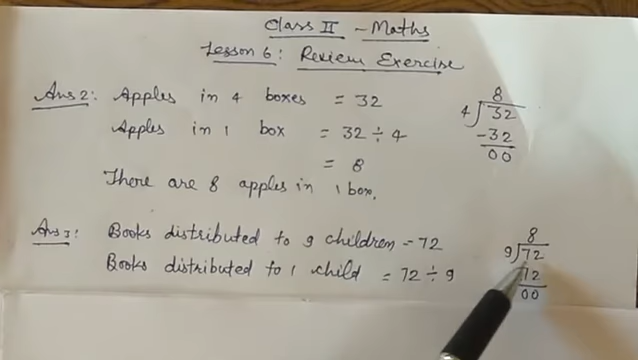 Class II - Maths
Lesson 6: Review Exercise
Ans 2: Apples in 4 boxes = 32
Apples in 1 box = 32 ÷ 4
= 8
There are 8 apples in 1 box.
8
4 32
-32
00
Ans 3: Books distributed to 9 children = 72
Books distributed to 1 child = 72 ÷ 9
8
9 72
72
00